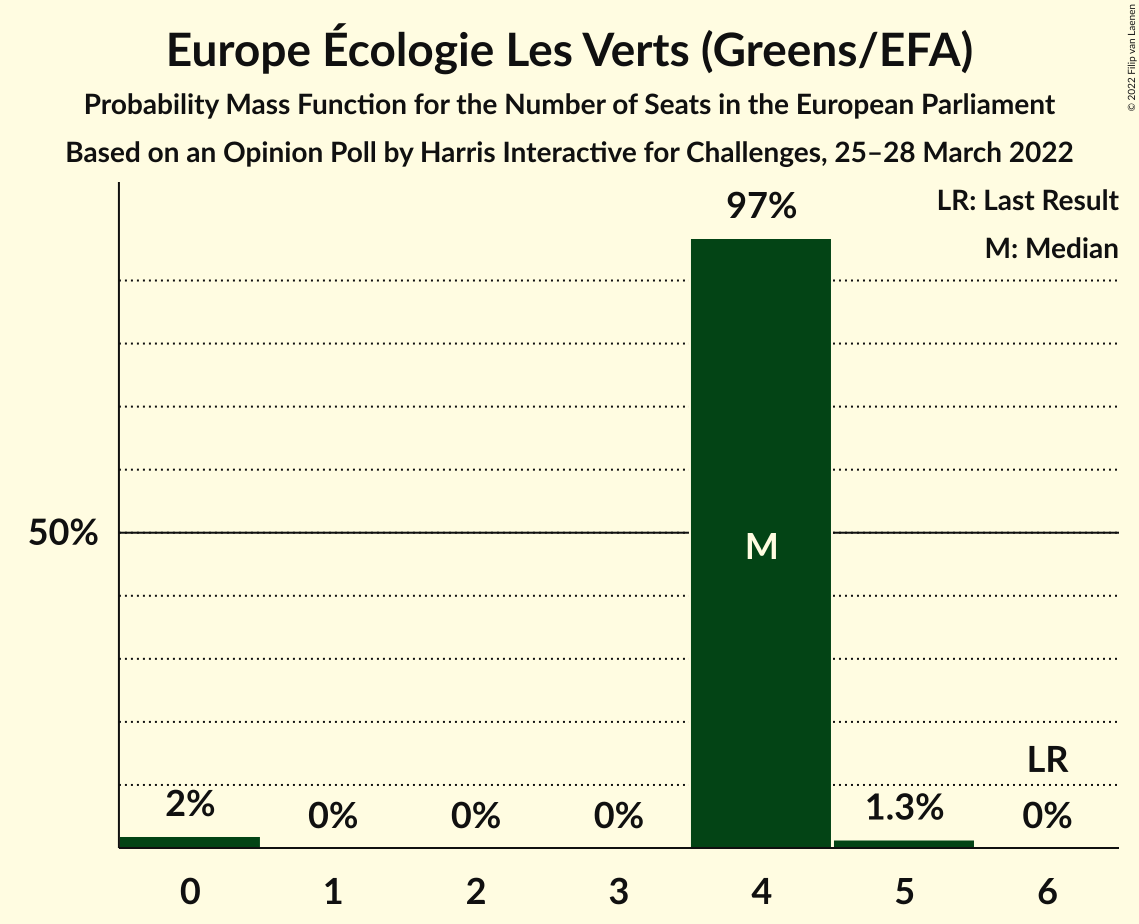 Europe Écologie Les Verts (Greens/EFA)
Probability Mass Function for the Number of Seats in the European Parliament
Based on an Opinion Poll by Harris Interactive for Challenges, 25–28 March 2022
© 2022 Filip van Laenen
LR: Last Result
M: Median
97%
50%
M
LR
2%
0%
0%
0%
1.3%
0%
0 1 2 3 4 5 6